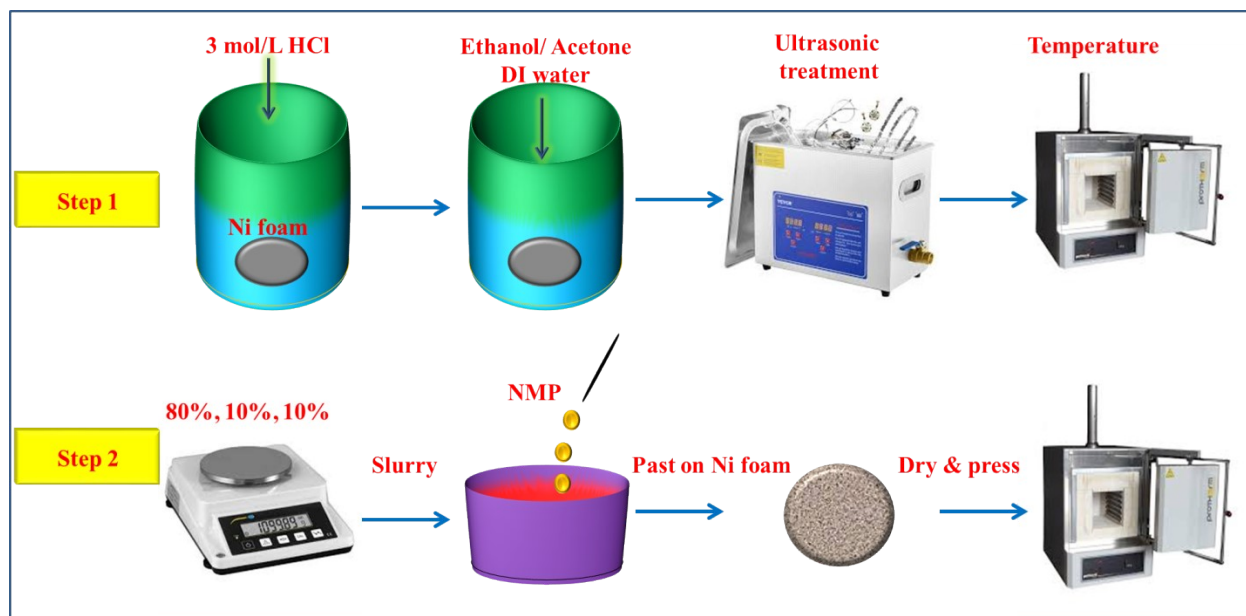 3 mol/L HCl
Ethanol/ Acetone
DI water
Ultrasonic
treatment
Temperature
Step 1
Ni foam
80%, 10%, 10%
NMP
Step 2
Slurry
Past on Ni foam
Dry & press